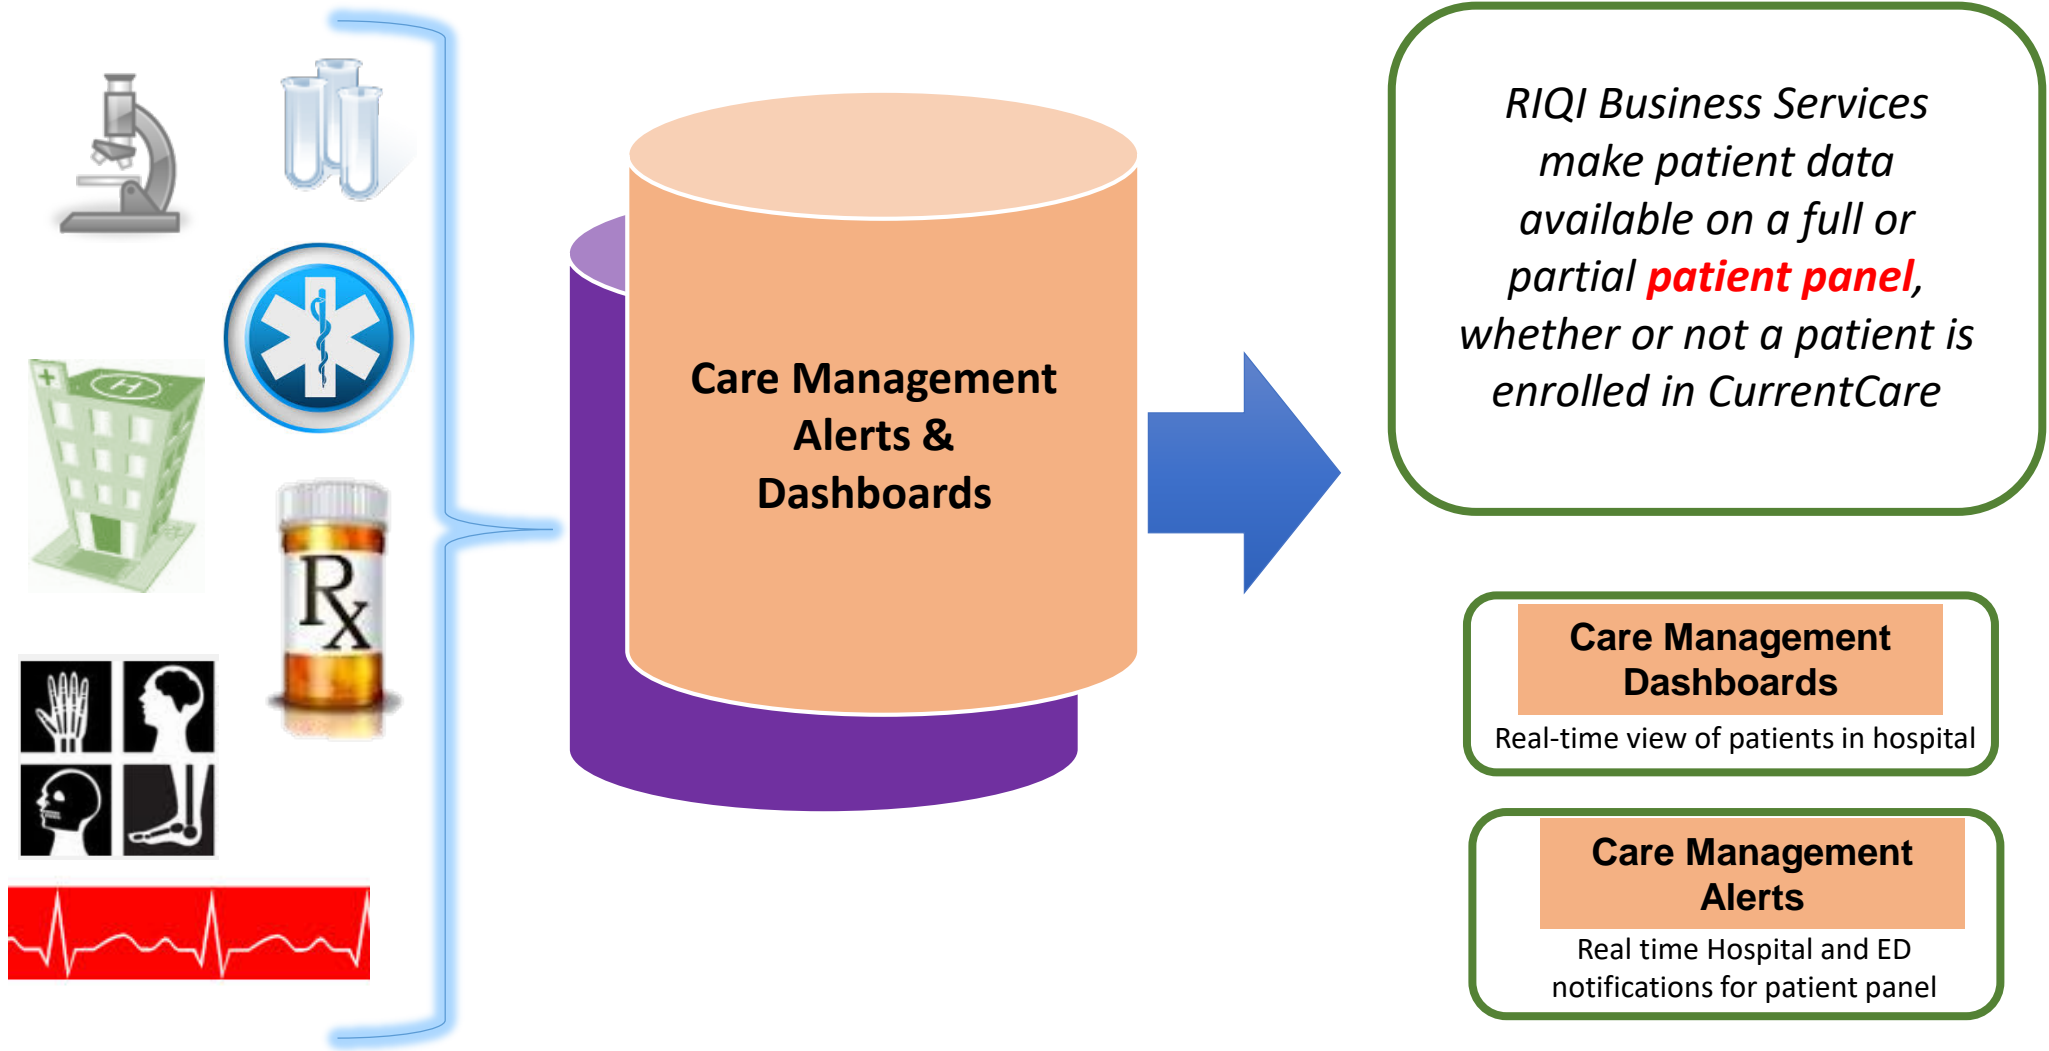 H
Rx
Care Management
Alerts &
Dashboards
RIQI Business Services
make patient data
available on a full or
partial patient panel,
whether or not a patient is
enrolled in CurrentCare
Care Management
Dashboards
Real-time view of patients in hospital
Care Management
Alerts
Real time Hospital and ED
notifications for patient panel